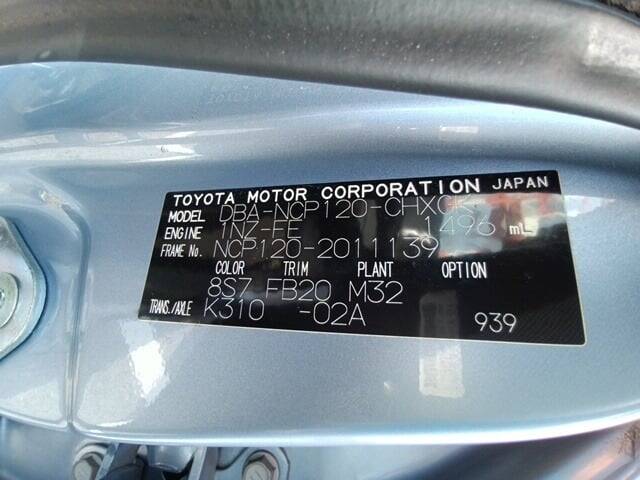 TOYOTA MOTOR CORPORATION JAPAN
MODEL DBA-NCP120-CHXGK
ENGINE 1NZ-FE 1496 mL
FRAME No. NCP120-2011139
COLOR TRIM PLANT OPTION
8S7 FB20 M32
TRANS./AXLE K310 -02A 939